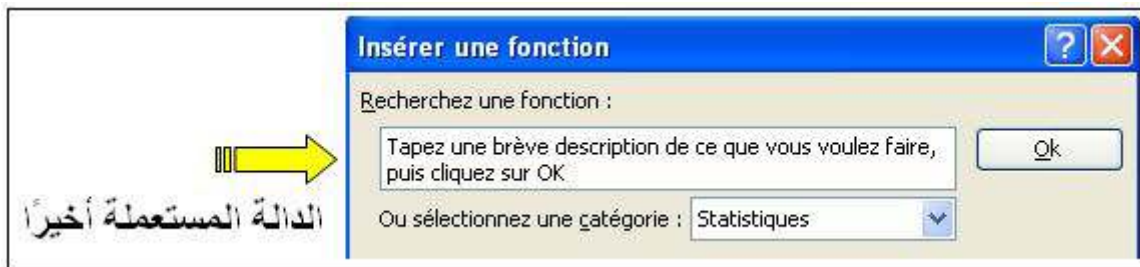 Insérer une fonction
Recherchez une fonction :
Tapez une brève description de ce que vous voulez faire,
puis cliquez sur OK
Ok
Ou sélectionnez une catégorie : Statistiques
الدالة المستعملة أخيرًا